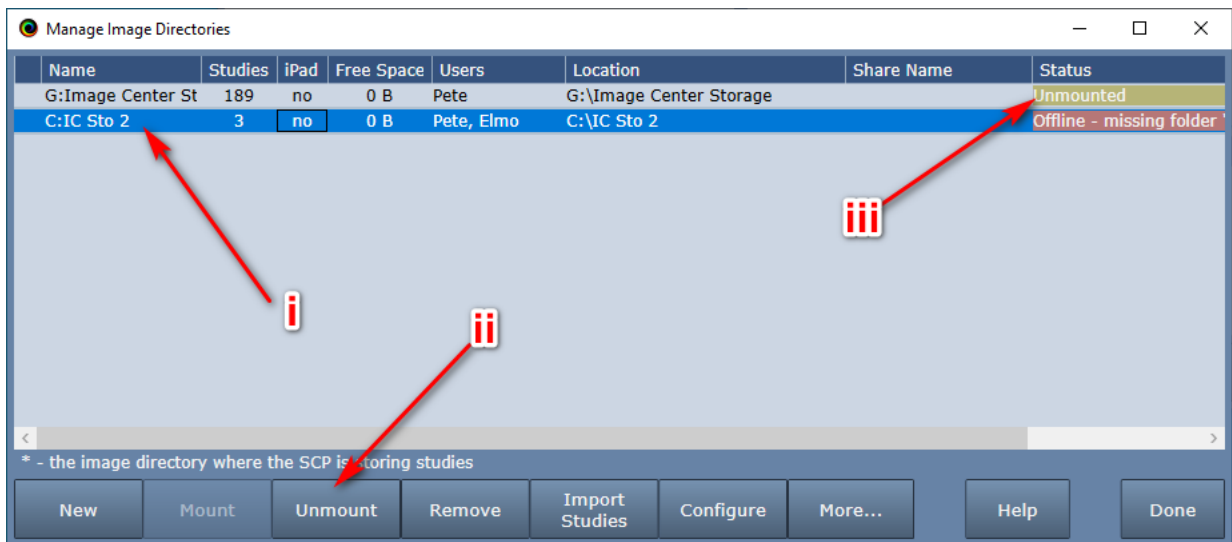 Manage Image Directories
Name Studies iPad Free Space Users Location Share Name Status
G:Image Center St 189 no 0 B Pete G:\Image Center Storage Unmounted
C:IC Sto 2 3 no 0 B Pete, Elmo C:\IC Sto 2 Offline - missing folder '
iii
i
ii
* - the image directory where the SCP is storing studies
New Mount Unmount Remove Import Studies Configure More... Help Done